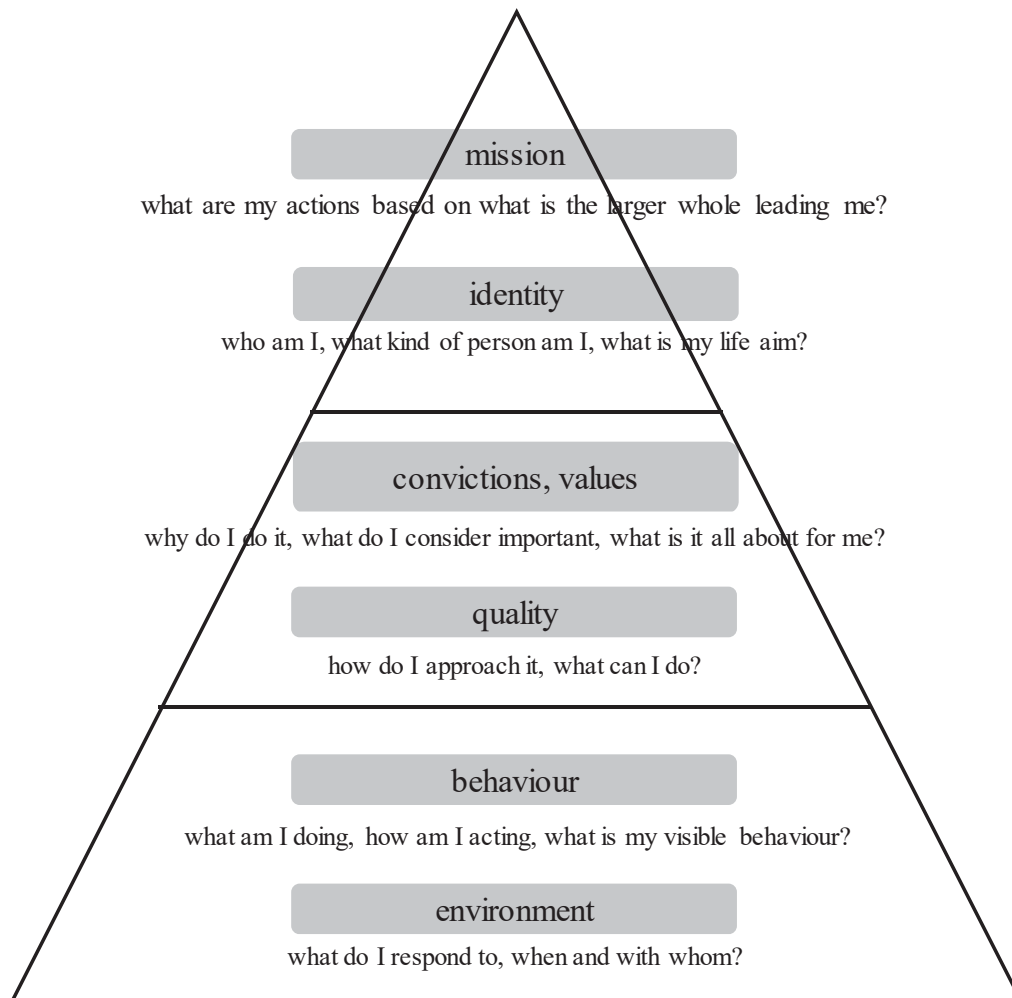 mission
what are my actions based on what is the larger whole leading me?
identity
who am I, what kind of person am I, what is my life aim?
convictions, values
why do I do it, what do I consider important, what is it all about for me?
quality
how do I approach it, what can I do?
behaviour
what am I doing, how am I acting, what is my visible behaviour?
environment
what do I respond to, when and with whom?